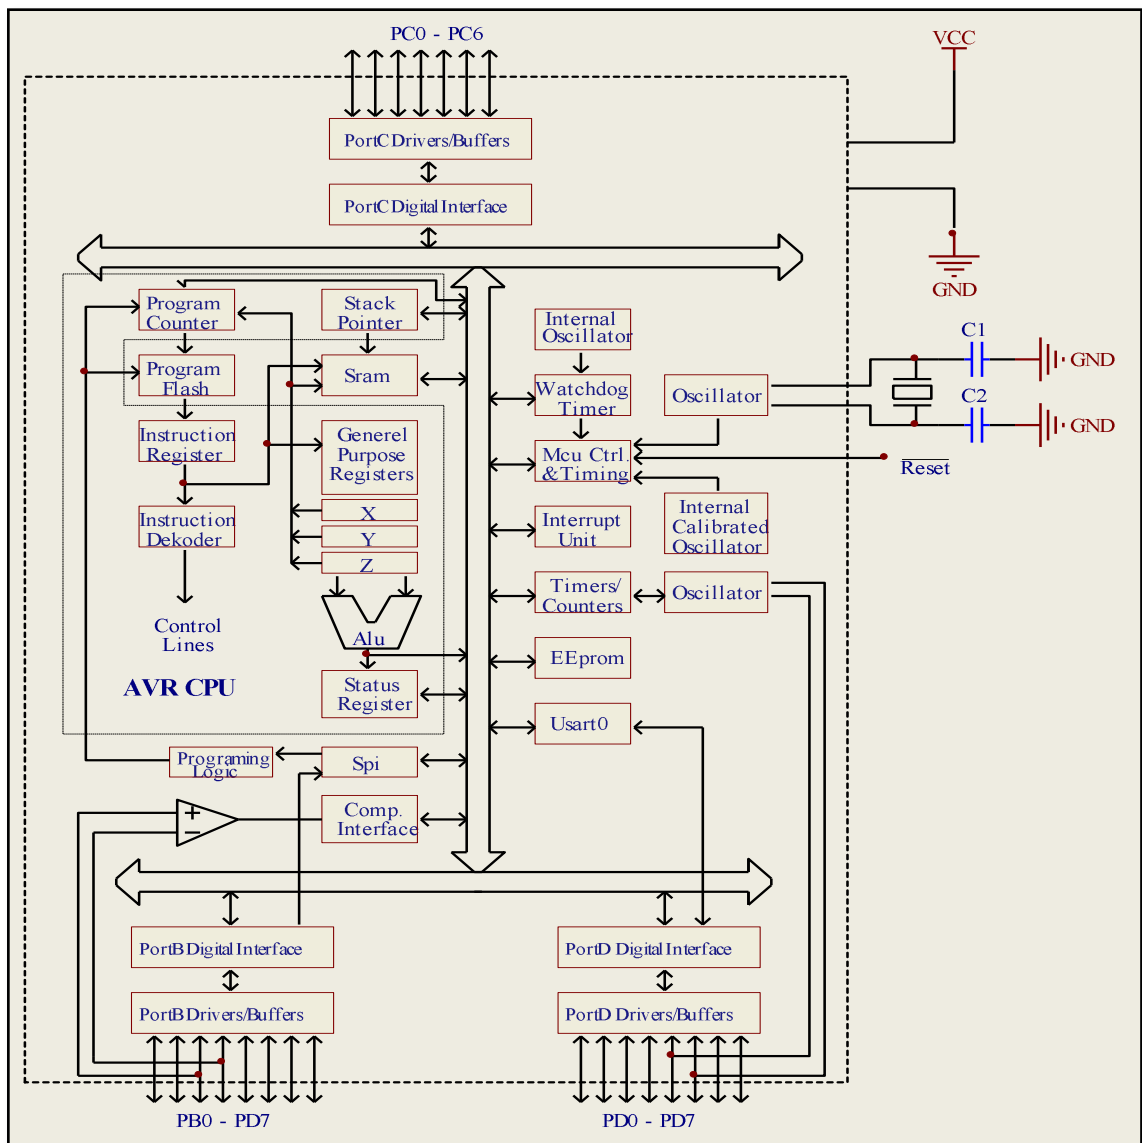 PC0 - PC6
VCC
PortC Drivers/Buffers
PortC Digital Interface
GND
Program
Counter
Stack
Pointer
Internal
Oscillator
C1
GND
Program
Flash
Sram
Watchdog
Timer
Oscillator
C2
GND
Instruction
Register
Generel
Purpose
Registers
Mcu Ctrl.
&Timing
Reset
X
Internal
Calibrated
Oscillator
Instruction
Dekoder
Y
Interrupt
Unit
Z
Timers/
Counters
Oscillator
Control
Lines
Alu
EEprom
AVR CPU
Status
Register
Usart0
Programing
Logic
Spi
+
−
Comp.
Interface
PortB Digital Interface
PortD Digital Interface
PortB Drivers/Buffers
PortD Drivers/Buffers
PB0 - PD7
PD0 - PD7